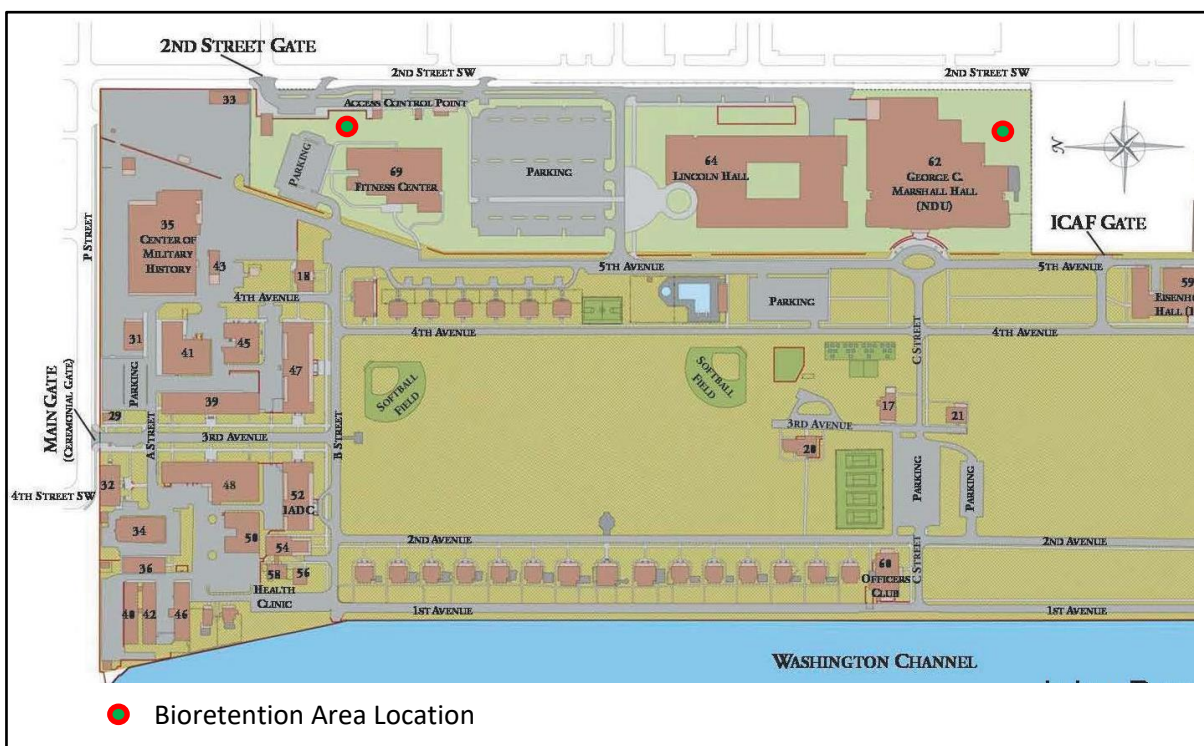 2ND STREET GATE
2ND STREET SW
2ND STREET SW
33
ACCESS CONTROL POINT
PARKING
69
FITNESS CENTER
PARKING
64
LINCOLN HALL
62
GEORGE C.
MARSHALL HALL
(NDU)
N
P STREET
35
CENTER OF
MILITARY
HISTORY
43
18
ICAF GATE
5TH AVENUE
5TH AVENUE
4TH AVENUE
PARKING
59
4TH AVENUE
4TH AVENUE
31
41
45
47
C STREET
PARKING
SOFTBALL
FIELD
SOFTBALL
FIELD
39
29
MAIN GATE
(CEREMONIAL GATE)
A STREET
3RD AVENUE
B STREET
17
21
3RD AVENUE
28
32
4TH STREET SW
48
52
IADC
PARKING
PARKING
34
50
54
2ND AVENUE
2ND AVENUE
36
58
56
HEALTH
CLINIC
60
OFFICERS
CLUB
C STREET
40
42
46
1ST AVENUE
1ST AVENUE
WASHINGTON CHANNEL
Bioretention Area Location